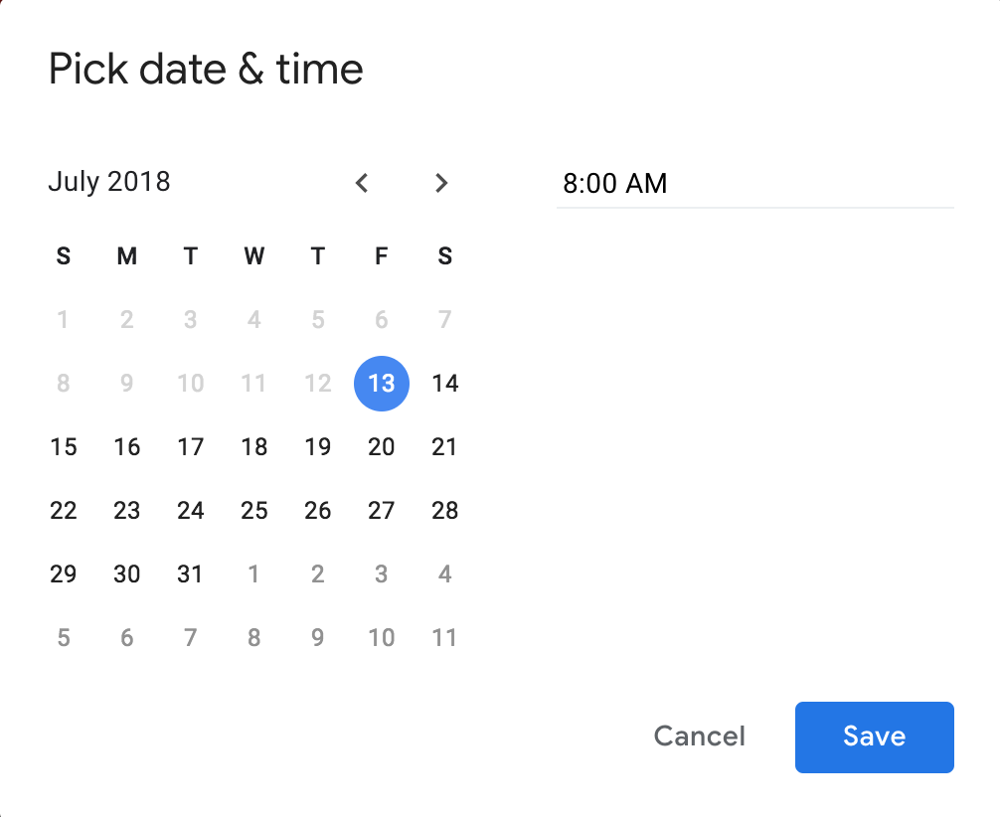 Pick date & time
July 2018
8:00 AM
S M T W T F S
1 2 3 4 5 6 7
8 9 10 11 12 13 14
15 16 17 18 19 20 21
22 23 24 25 26 27 28
29 30 31 1 2 3 4
5 6 7 8 9 10 11
Cancel
Save